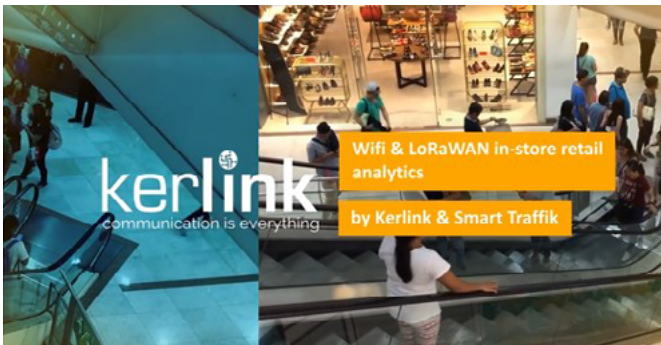 kerlink
communication is everything
Wifi & LoRaWAN in-store retail
analytics
by Kerlink & Smart Traffik